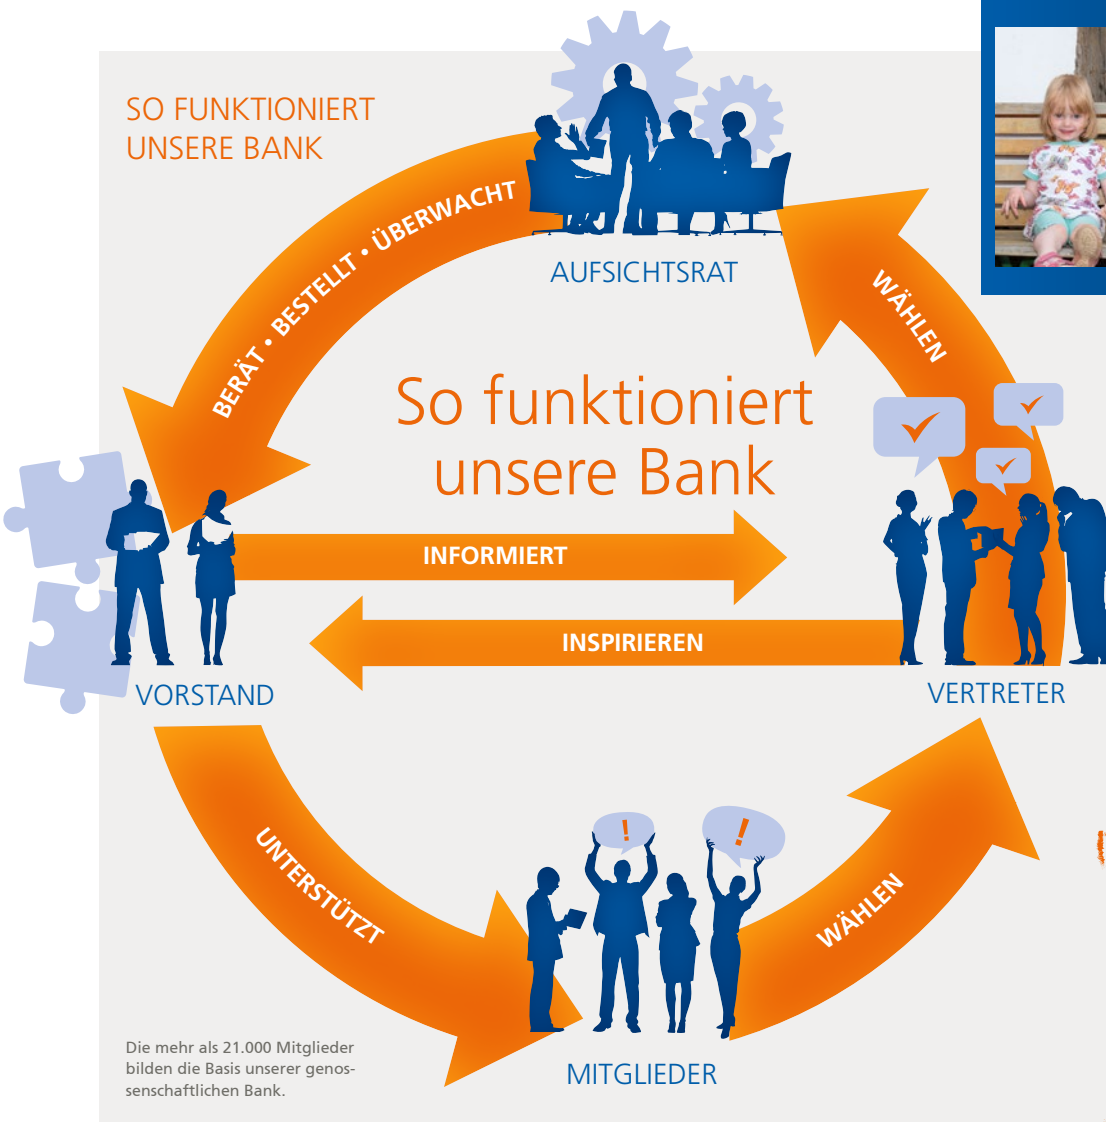 SO FUNKTIONIERT
UNSERE BANK
BERÄT • BESTELLT • ÜBERWACHT
AUFSICHTSRAT
WÄHLEN
So funktioniert
unsere Bank
INFORMIERT
INSPIRIEREN
VORSTAND
VERTRETER
UNTERSTÜTZT
!
!
WÄHLEN
Die mehr als 21.000 Mitglieder
bilden die Basis unserer genos-
senschaftlichen Bank.
MITGLIEDER